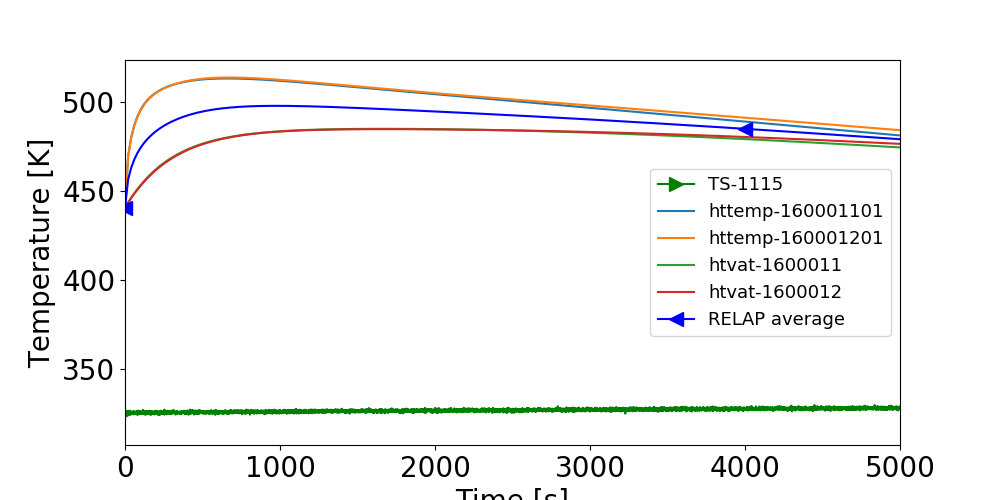 500
450
400
350
Temperature [K]
TS-1115
httemp-160001101
httemp-160001201
htvat-1600011
htvat-1600012
RELAP average
0 1000 2000 3000 4000 5000
Time [s]